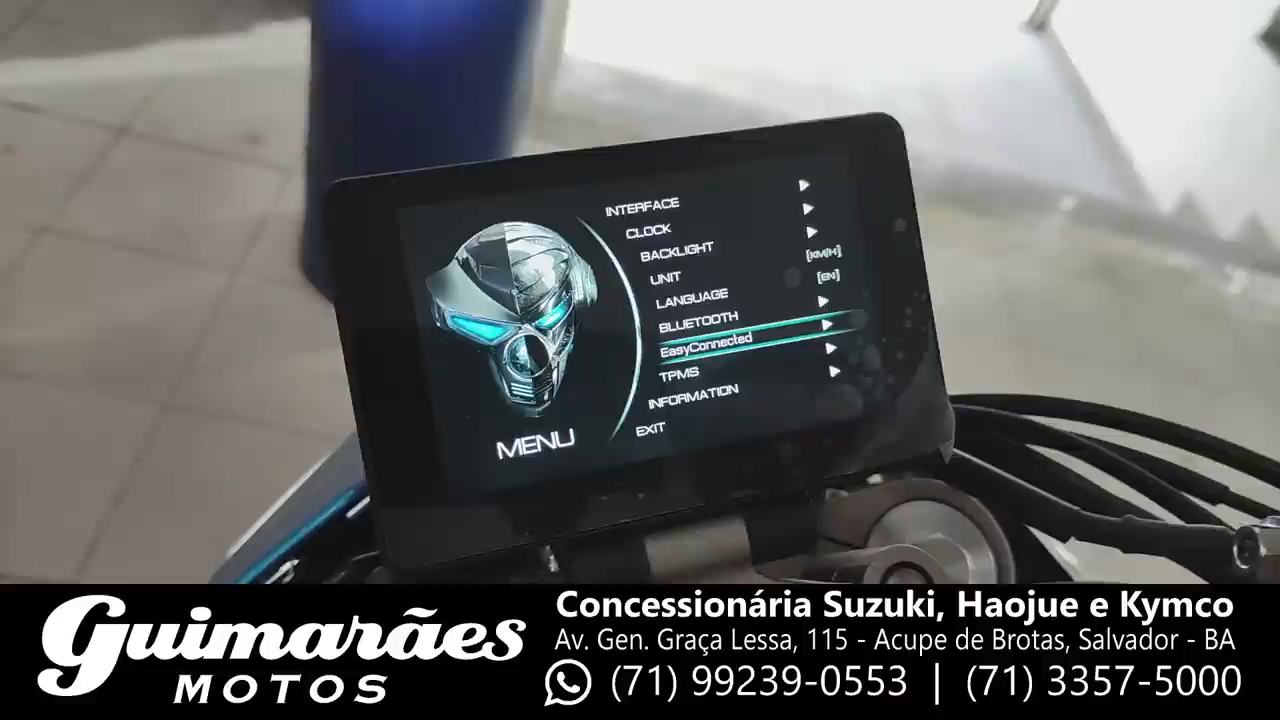 INTERFACE
CLOCK
BACKLIGHT
UNIT [KM/H]
LANGUAGE [EN]
BLUETOOTH
EasyConnected
TPMS
INFORMATION
EXIT
MENU
Guimarães
MOTOS
Concessionária Suzuki, Haojue e Kymco
Av. Gen. Graça Lessa, 115 - Acupe de Brotas, Salvador - BA
(71) 99239-0553 | (71) 3357-5000